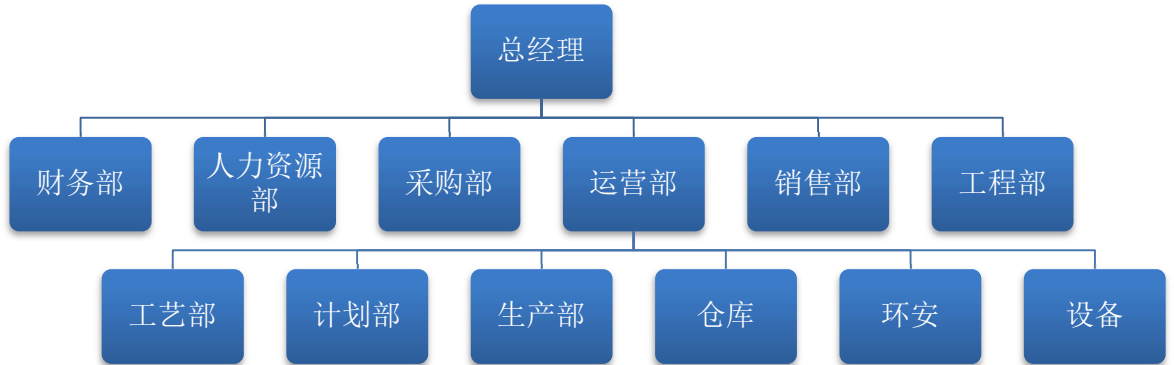 总经理
财务部
人力资源
部
采购部
运营部
销售部
工程部
工艺部
计划部
生产部
仓库
环安
设备